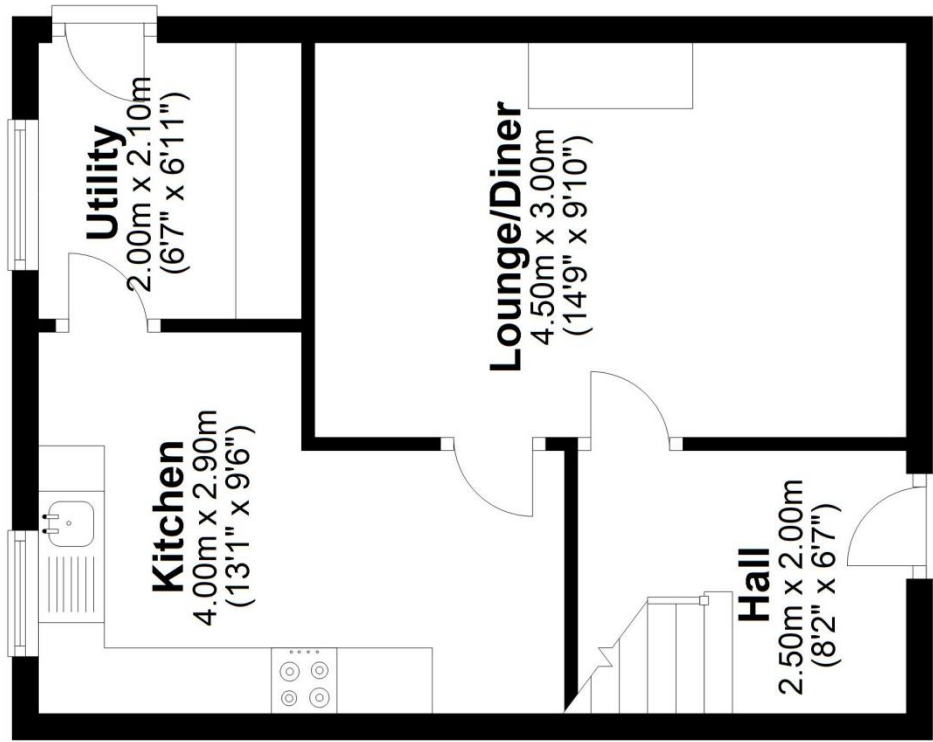 Utility
2.00m x 2.10m
(6'7" x 6'11")
Lounge/Diner
4.50m x 3.00m
(14'9" x 9'10")
Kitchen
4.00m x 2.90m
(13'1" x 9'6")
Hall
2.50m x 2.00m
(8'2" x 6'7")